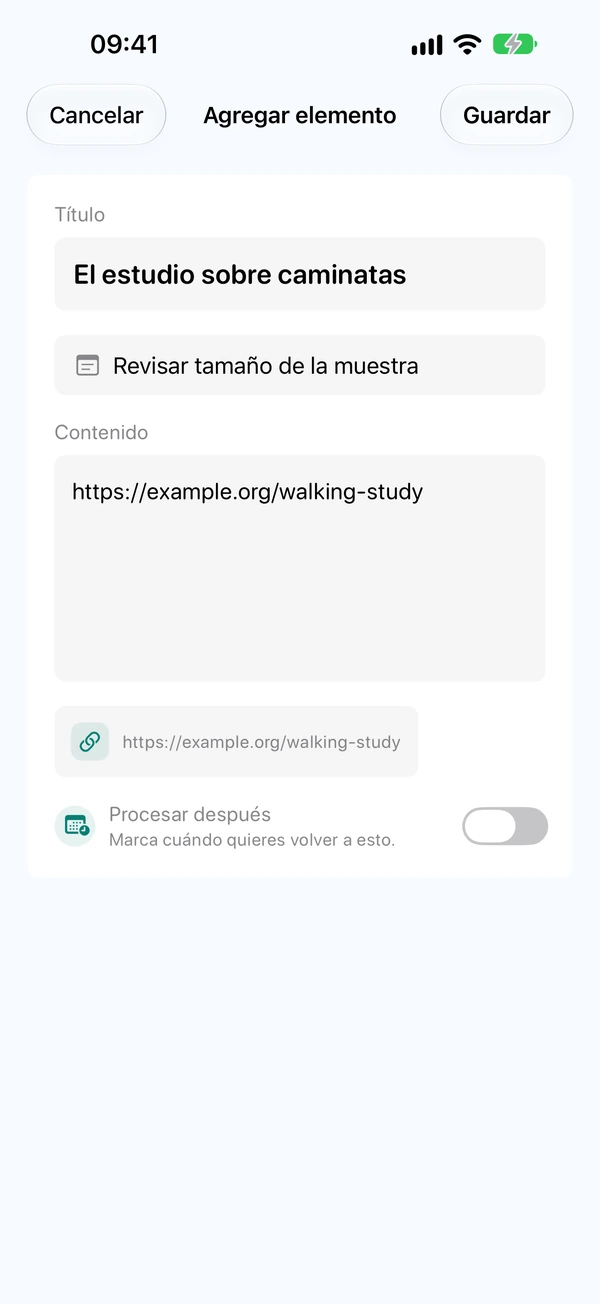 09:41
Cancelar
Agregar elemento
Guardar
Título
El estudio sobre caminatas
Revisar tamaño de la muestra
Contenido
https://example.org/walking-study
https://example.org/walking-study
Procesar después
Marca cuándo quieres volver a esto.